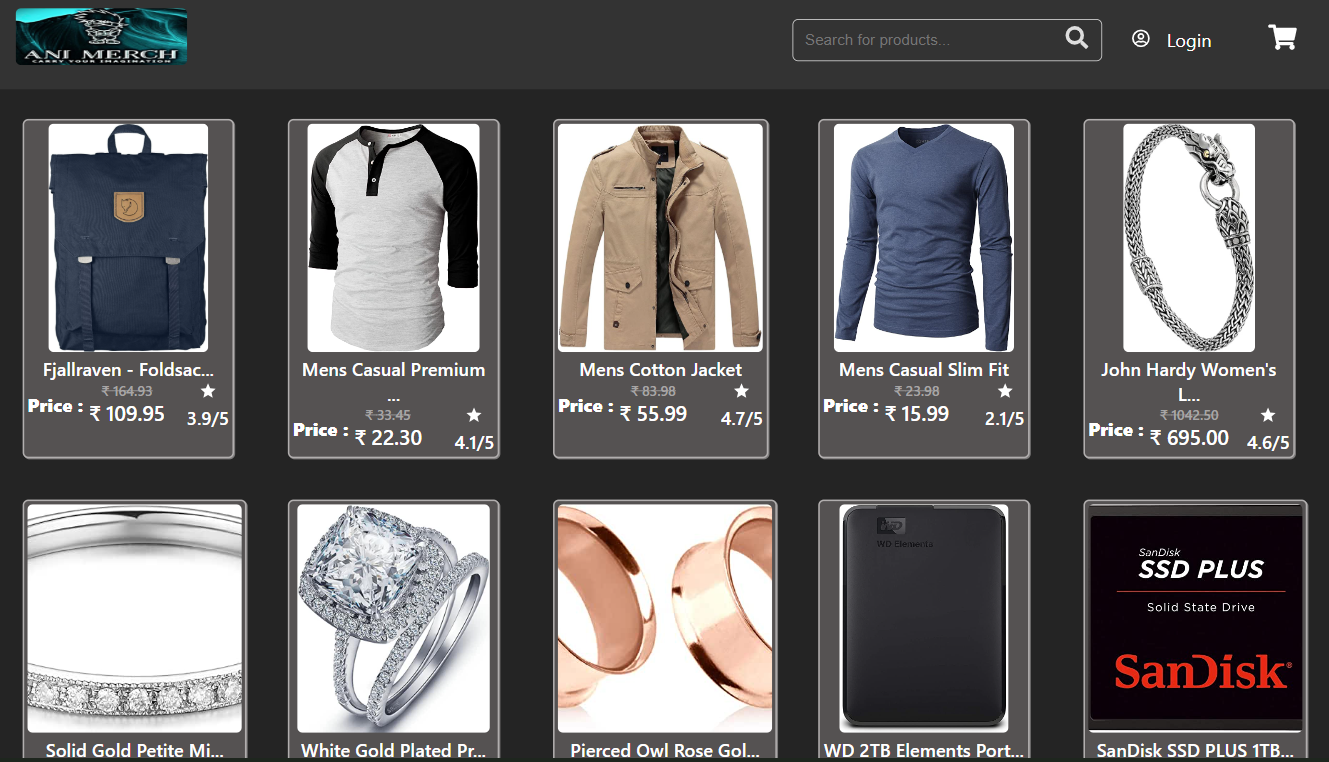 ANI MERCH
CARRY YOUR IMAGINATION
Search for products...
Login
Fjallraven - Foldsac...
₹ 164.93
Price : ₹ 109.95
3.9/5
Mens Casual Premium
...
₹ 33.45
Price : ₹ 22.30
4.1/5
Mens Cotton Jacket
₹ 83.98
Price : ₹ 55.99
4.7/5
Mens Casual Slim Fit
₹ 23.98
Price : ₹ 15.99
2.1/5
John Hardy Women's
L...
₹ 1042.50
Price : ₹ 695.00
4.6/5
Solid Gold Petite Mi...
White Gold Plated Pr...
Pierced Owl Rose Gol...
WD
WD Elements
WD 2TB Elements Port...
SanDisk
SSD PLUS
Solid State Drive
SanDisk®
SanDisk SSD PLUS 1TB...